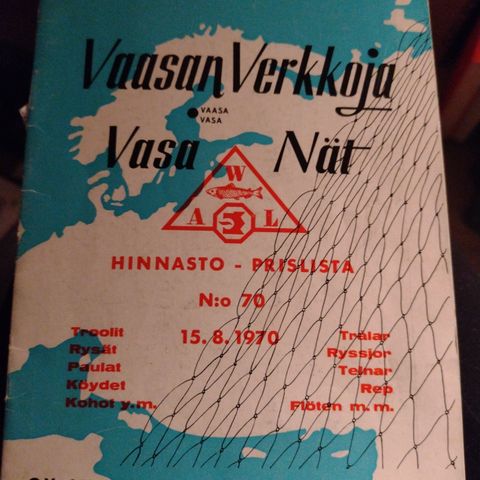 Vaasan Verkkoja
VAASA
VASA
Vasa Nät
W
A S L
HINNASTO - PRISLISTA
N:o 70
15.8.1970
Troolit
Rysät
Paulat
Köydet
Kohot y.m.
Trålar
Ryssjor
Teinar
Rep
Flöten m.m.